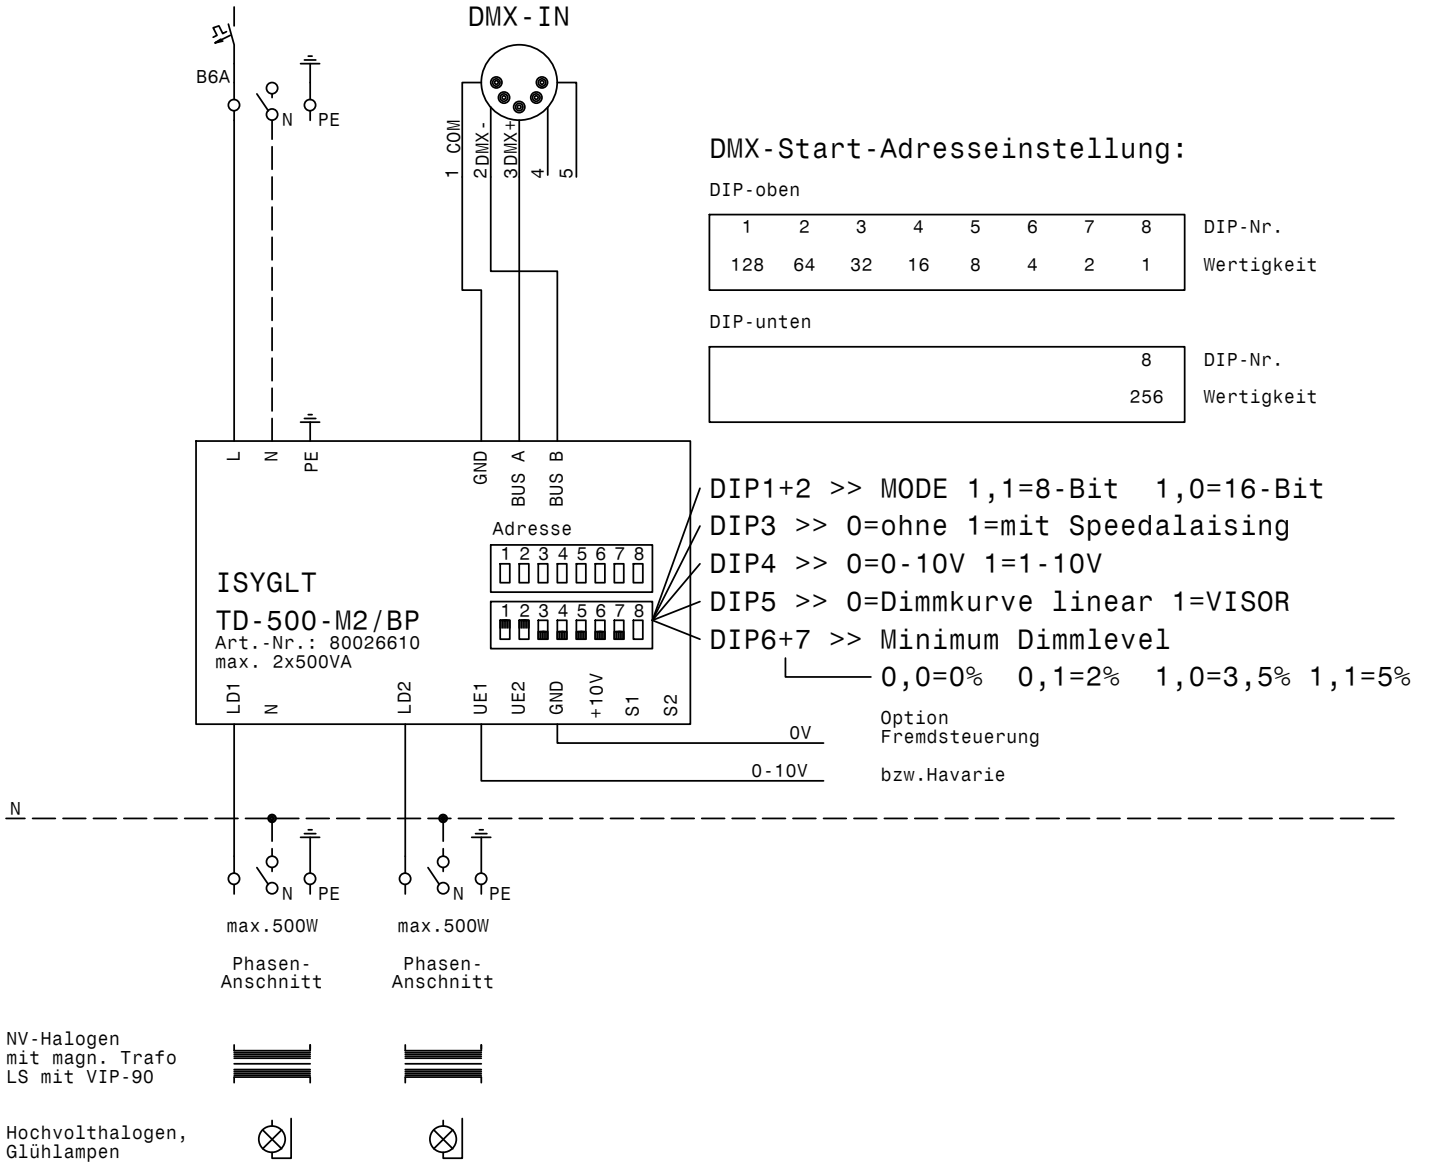 DMX-IN
B6A
N
PE
1 COM
2DMX-
3DMX+
4
5
DMX-Start-Adresseinstellung:
DIP-oben
1 2 3 4 5 6 7 8 DIP-Nr.
128 64 32 16 8 4 2 1 Wertigkeit
DIP-unten
8 DIP-Nr.
256 Wertigkeit
L
N
PE
GND
BUS A
BUS B
Adresse
1 2 3 4 5 6 7 8
1 2 3 4 5 6 7 8
ISYGLT
TD-500-M2/BP
Art.-Nr.: 80026610
max. 2x500VA
LD1
N
LD2
UE1
UE2
GND
+10V
S1
S2
DIP1+2 >> MODE 1,1=8-Bit 1,0=16-Bit
DIP3 >> 0=ohne 1=mit Speedalaising
DIP4 >> 0=0-10V 1=1-10V
DIP5 >> 0=Dimmkurve linear 1=VISOR
DIP6+7 >> Minimum Dimmlevel
0,0=0% 0,1=2% 1,0=3,5% 1,1=5%
0V
Option
Fremdsteuerung
0-10V
bzw.Havarie
N
N
PE
N
PE
max.500W
max.500W
Phasen-
Anschnitt
Phasen-
Anschnitt
NV-Halogen
mit magn. Trafo
LS mit VIP-90
Hochvolthalogen,
Glühlampen